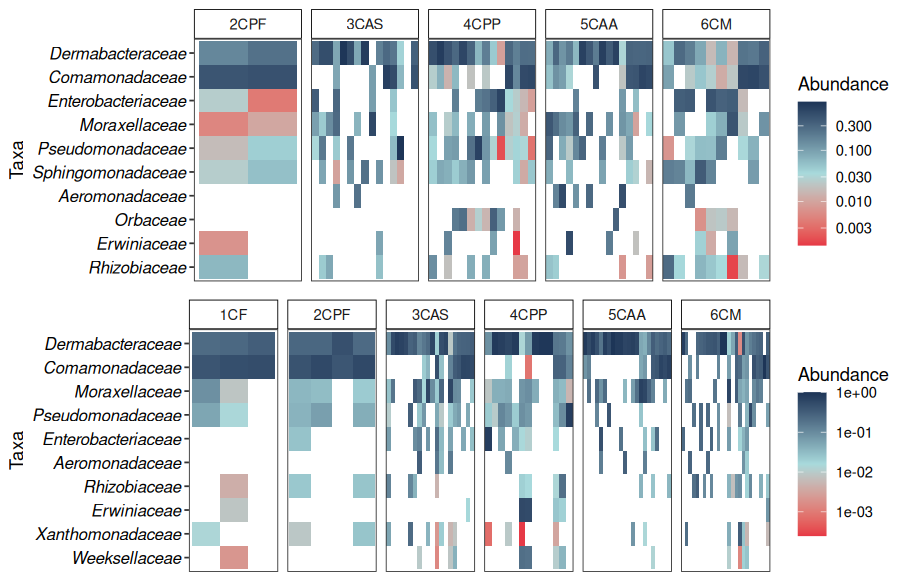 2CPF 3CAS 4CPP 5CAA 6CM
Taxa
Dermabacteraceae
Comamonadaceae
Enterobacteriaceae
Moraxellaceae
Pseudomonadaceae
Sphingomonadaceae
Aeromonadaceae
Orbaceae
Erwiniaceae
Rhizobiaceae
Abundance
0.300
0.100
0.030
0.010
0.003
1CF 2CPF 3CAS 4CPP 5CAA 6CM
Taxa
Dermabacteraceae
Comamonadaceae
Moraxellaceae
Pseudomonadaceae
Enterobacteriaceae
Aeromonadaceae
Rhizobiaceae
Erwiniaceae
Xanthomonadaceae
Weeksellaceae
Abundance
1e+00
1e-01
1e-02
1e-03